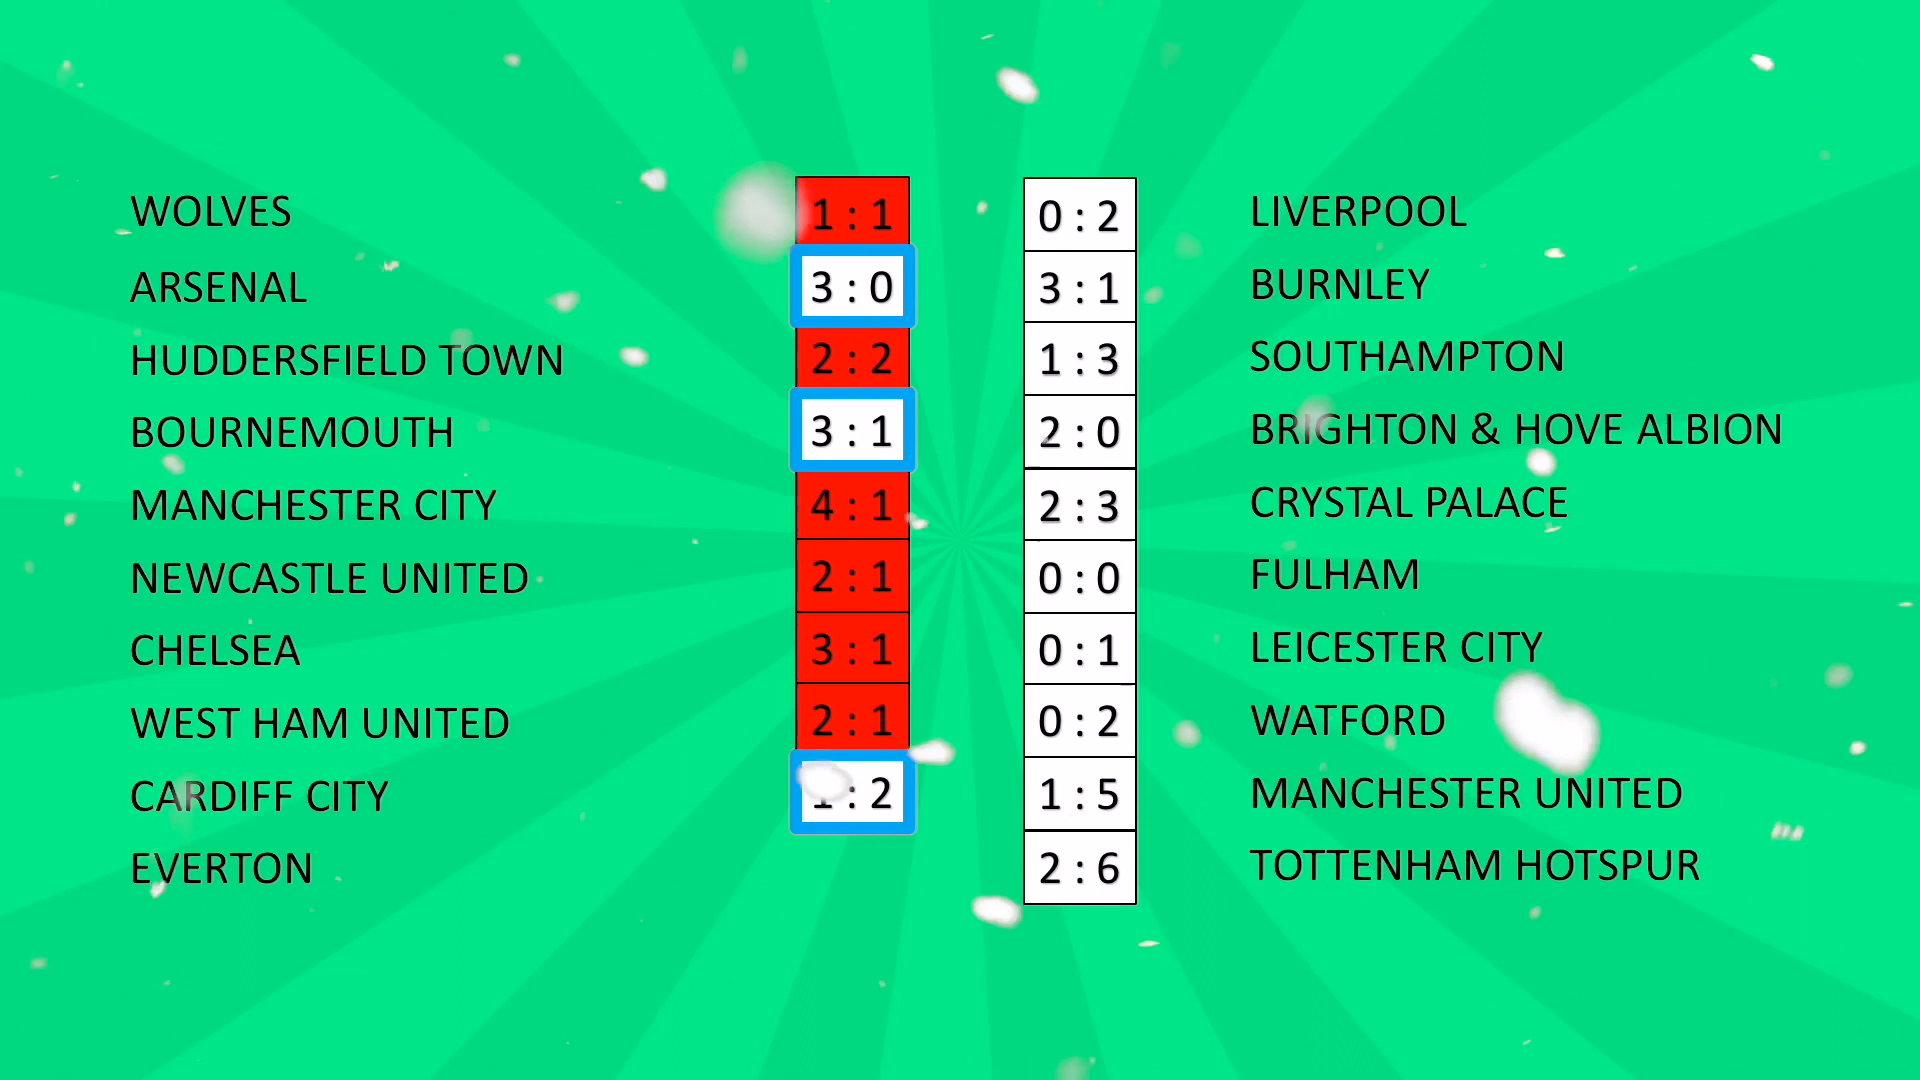 WOLVES 1 : 1 0 : 2 LIVERPOOL
ARSENAL 3 : 0 3 : 1 BURNLEY
HUDDERSFIELD TOWN 2 : 2 1 : 3 SOUTHAMPTON
BOURNEMOUTH 3 : 1 2 : 0 BRIGHTON & HOVE ALBION
MANCHESTER CITY 4 : 1 2 : 3 CRYSTAL PALACE
NEWCASTLE UNITED 2 : 1 0 : 0 FULHAM
CHELSEA 3 : 1 0 : 1 LEICESTER CITY
WEST HAM UNITED 2 : 1 0 : 2 WATFORD
CARDIFF CITY 1 : 2 1 : 5 MANCHESTER UNITED
EVERTON 2 : 6 TOTTENHAM HOTSPUR